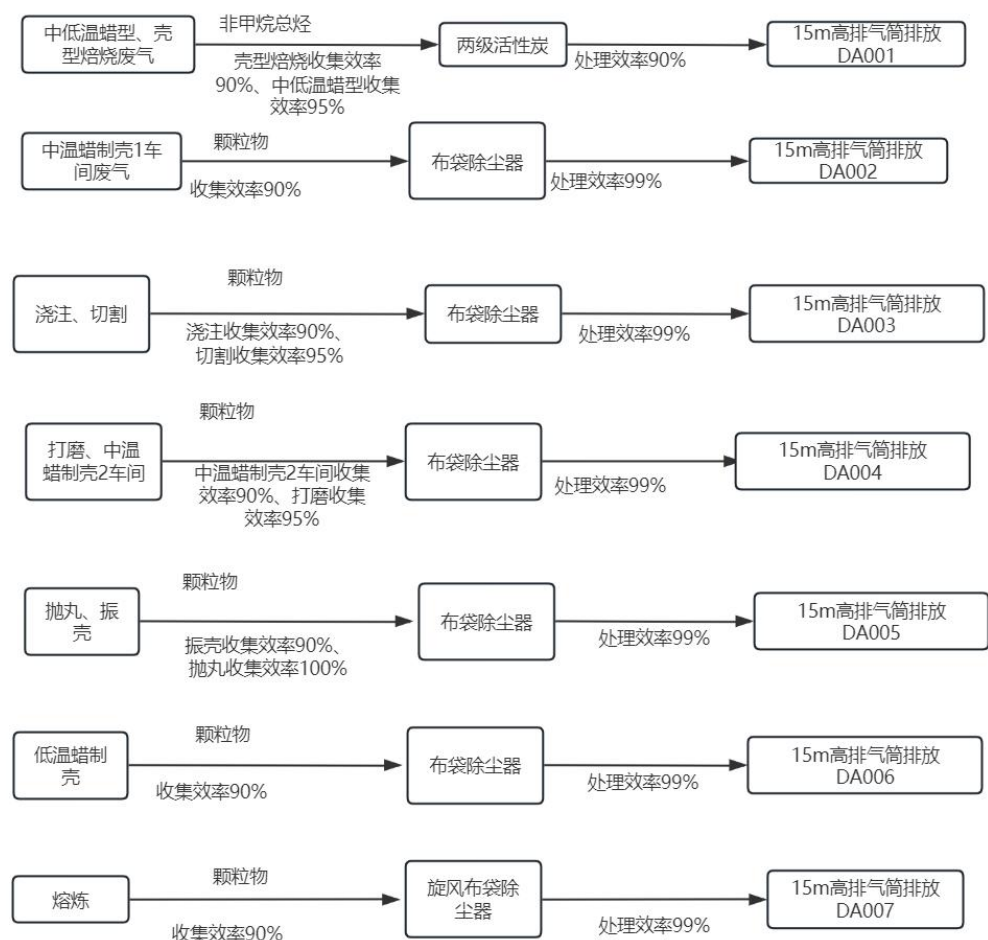 中低温蜡型、壳
型焙烧废气
非甲烷总烃
壳型焙烧收集效率
90%、中低温蜡型收集
效率95%
两级活性炭
处理效率90%
15m高排气筒排放
DA001
中温蜡制壳1车
间废气
颗粒物
收集效率90%
布袋除尘器
处理效率99%
15m高排气筒排放
DA002
浇注、切割
颗粒物
浇注收集效率90%、
切割收集效率95%
布袋除尘器
处理效率99%
15m高排气筒排放
DA003
打磨、中温
蜡制壳2车间
颗粒物
中温蜡制壳2车间收集
效率90%、打磨收集
效率95%
布袋除尘器
处理效率99%
15m高排气筒排放
DA004
抛丸、振
壳
颗粒物
振壳收集效率90%、
抛丸收集效率100%
布袋除尘器
处理效率99%
15m高排气筒排放
DA005
低温蜡制
壳
颗粒物
收集效率90%
布袋除尘器
处理效率99%
15m高排气筒排放
DA006
熔炼
颗粒物
收集效率90%
旋风布袋除
尘器
处理效率99%
15m高排气筒排放
DA007